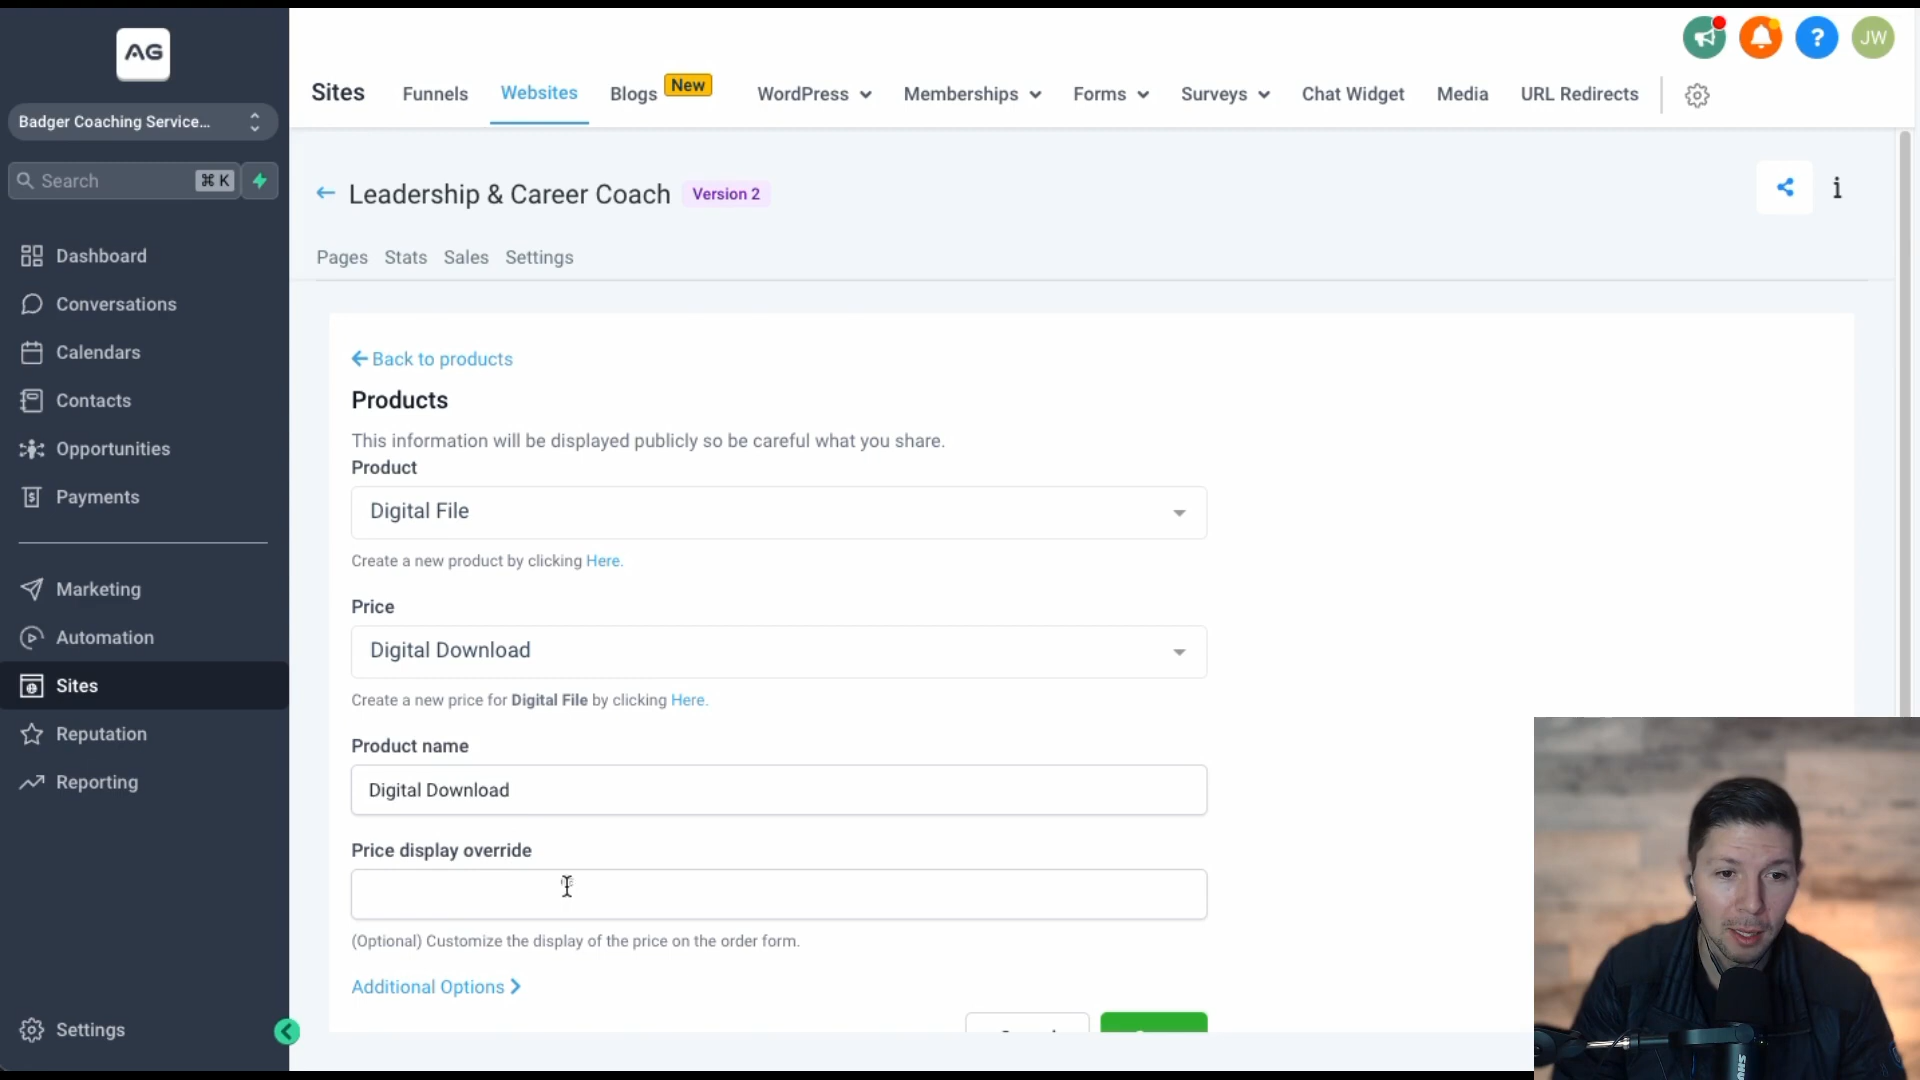 AG
Badger Coaching Service...
Search
⌘ K
Dashboard
Conversations
Calendars
Contacts
Opportunities
Payments
Marketing
Automation
Sites
Reputation
Reporting
Settings
JW
Sites
Funnels
Websites
Blogs
New
WordPress
Memberships
Forms
Surveys
Chat Widget
Media
URL Redirects
Leadership & Career Coach
Version 2
Pages
Stats
Sales
Settings
Back to products
Products
This information will be displayed publicly so be careful what you share.
Product
Digital File
Create a new product by clicking Here.
Price
Digital Download
Create a new price for Digital File by clicking Here.
Product name
Digital Download
Price display override
(Optional) Customize the display of the price on the order form.
Additional Options